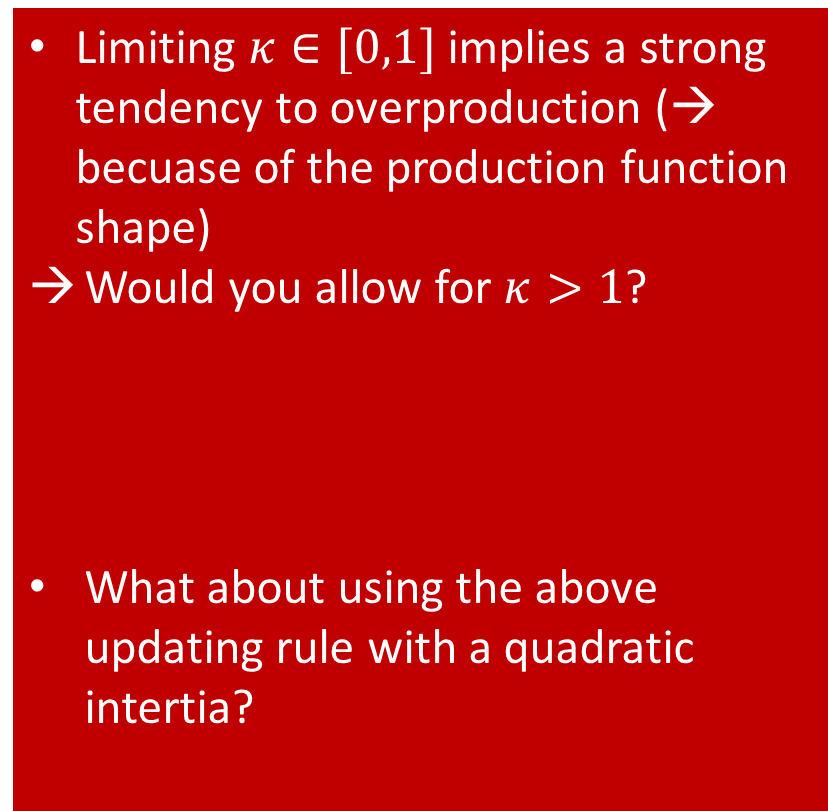 • Limiting κ ∈ [0,1] implies a strong
tendency to overproduction (→
becuase of the production function
shape)
→ Would you allow for κ > 1?
• What about using the above
updating rule with a quadratic
intertia?